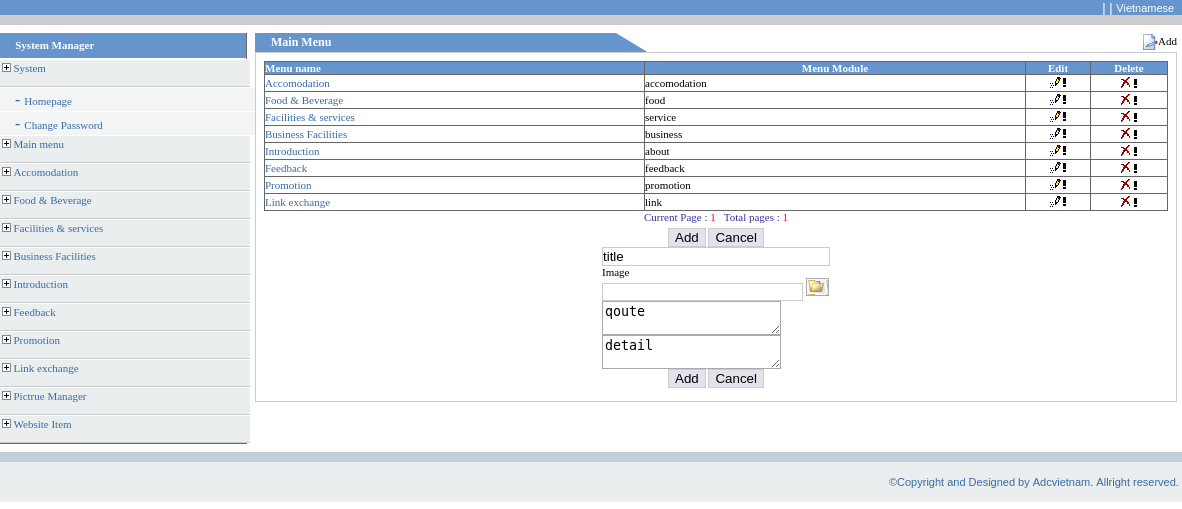 | | Vietnamese
System Manager
Main Menu
Add
System
- Homepage
- Change Password
Main menu
Accomodation
Food & Beverage
Facilities & services
Business Facilities
Introduction
Feedback
Promotion
Link exchange
Pictrue Manager
Website Item
Menu name Menu Module Edit Delete
Accomodation accomodation
Food & Beverage food
Facilities & services service
Business Facilities business
Introduction about
Feedback feedback
Promotion promotion
Link exchange link
Current Page : 1 Total pages : 1
Add Cancel
title
Image
qoute
detail
Add Cancel
©Copyright and Designed by Adcvietnam. Allright reserved.